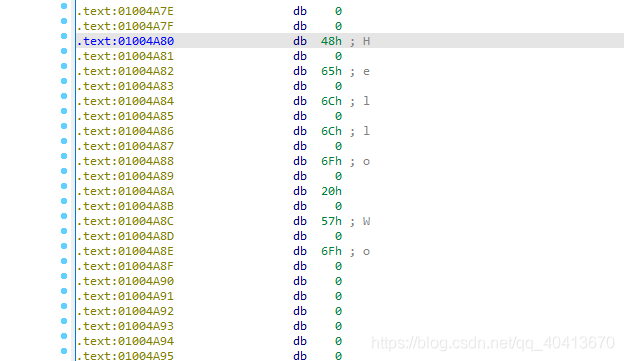 .text:01004A7E db 0
.text:01004A7F db 0
.text:01004A80 db 48h ; H
.text:01004A81 db 0
.text:01004A82 db 65h ; e
.text:01004A83 db 0
.text:01004A84 db 6Ch ; l
.text:01004A85 db 0
.text:01004A86 db 6Ch ; l
.text:01004A87 db 0
.text:01004A88 db 6Fh ; o
.text:01004A89 db 0
.text:01004A8A db 20h
.text:01004A8B db 0
.text:01004A8C db 57h ; W
.text:01004A8D db 0
.text:01004A8E db 6Fh ; o
.text:01004A8F db 0
.text:01004A90 db 0
.text:01004A91 db 0
.text:01004A92 db 0
.text:01004A93 db 0
.text:01004A94 db 0
.text:01004A95 db 0
https://blog.csdn.net/qq_40413670